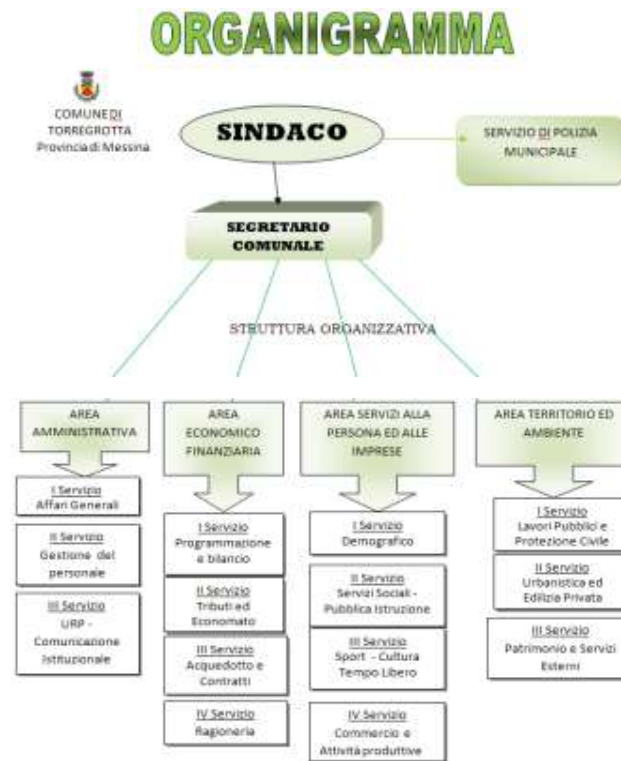 ORGANIGRAMMA
COMUNE DI
TORREGROTTA
Provincia di Messina
SINDACO
SERVIZIO DI POLIZIA
MUNICIPALE
SEGRETARIO
COMUNALE
STRUTTURA ORGANIZZATIVA
AREA
AMMINISTRATIVA
I Servizio
Affari Generali
II Servizio
Gestione del
personale
III Servizio
URP -
Comunicazione
Istituzionale
AREA
ECONOMICO
FINANZIARIA
I Servizio
Programmazione
e bilancio
II Servizio
Tributi ed
Economato
III Servizio
Acquedotto e
Contratti
IV Servizio
Ragioneria
AREA SERVIZI ALLA
PERSONA ED ALLE
IMPRESE
I Servizio
Demografico
II Servizio
Servizi Sociali -
Pubblica Istruzione
III Servizio
Sport - Cultura
Tempo Libero
IV Servizio
Commercio e
Attività produttive
AREA TERRITORIO ED
AMBIENTE
I Servizio
Lavori Pubblici e
Protezione Civile
II Servizio
Urbanistica ed
Edilizia Privata
III Servizio
Patrimonio e Servizi
Esterni